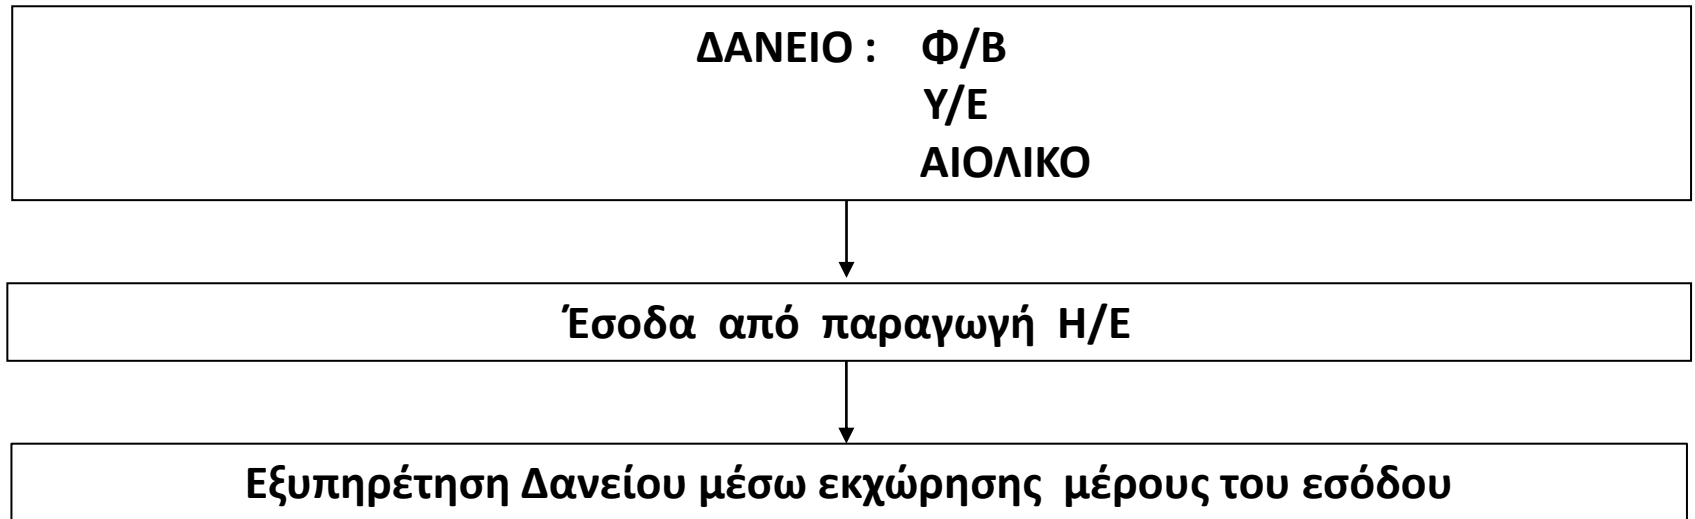 ΔΑΝΕΙΟ : Φ/Β
Υ/Ε
ΑΙΟΛΙΚΟ
Έσοδα από παραγωγή Η/Ε
Εξυπηρέτηση Δανείου μέσω εκχώρησης μέρους του εσόδου